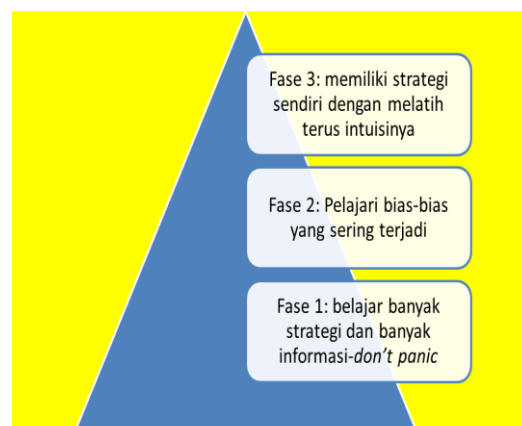 Fase 3: memiliki strategi
sendiri dengan melatih
terus intuisinya
Fase 2: Pelajari bias-bias
yang sering terjadi
Fase 1: belajar banyak
strategi dan banyak
informasi-don't panic